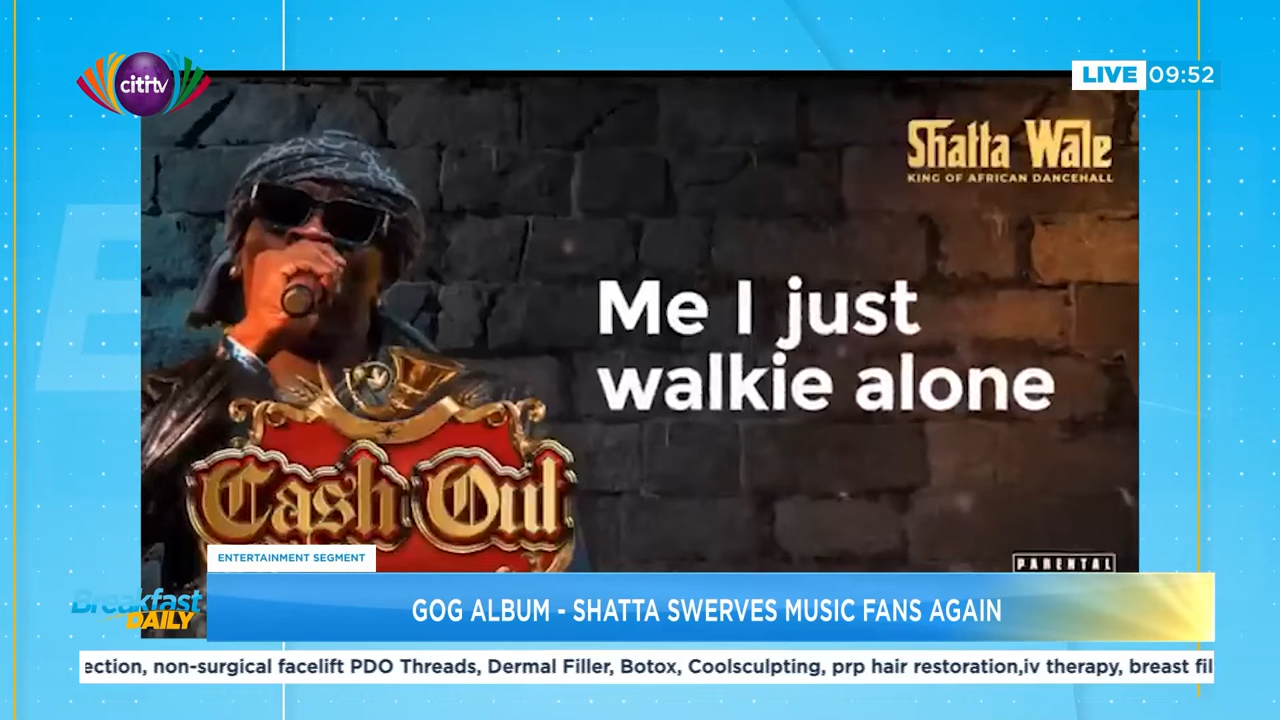 citi tv
LIVE 09:52
Shatta Wale
KING OF AFRICAN DANCEHALL
Me I just
walkie alone
Cash Out
PARENTAL
ENTERTAINMENT SEGMENT
Breakfast
DAILY
GOG ALBUM - SHATTA SWERVES MUSIC FANS AGAIN
ection, non-surgical facelift PDO Threads, Dermal Filler, Botox, Coolsculpting, prp hair restoration,iv therapy, breast fil